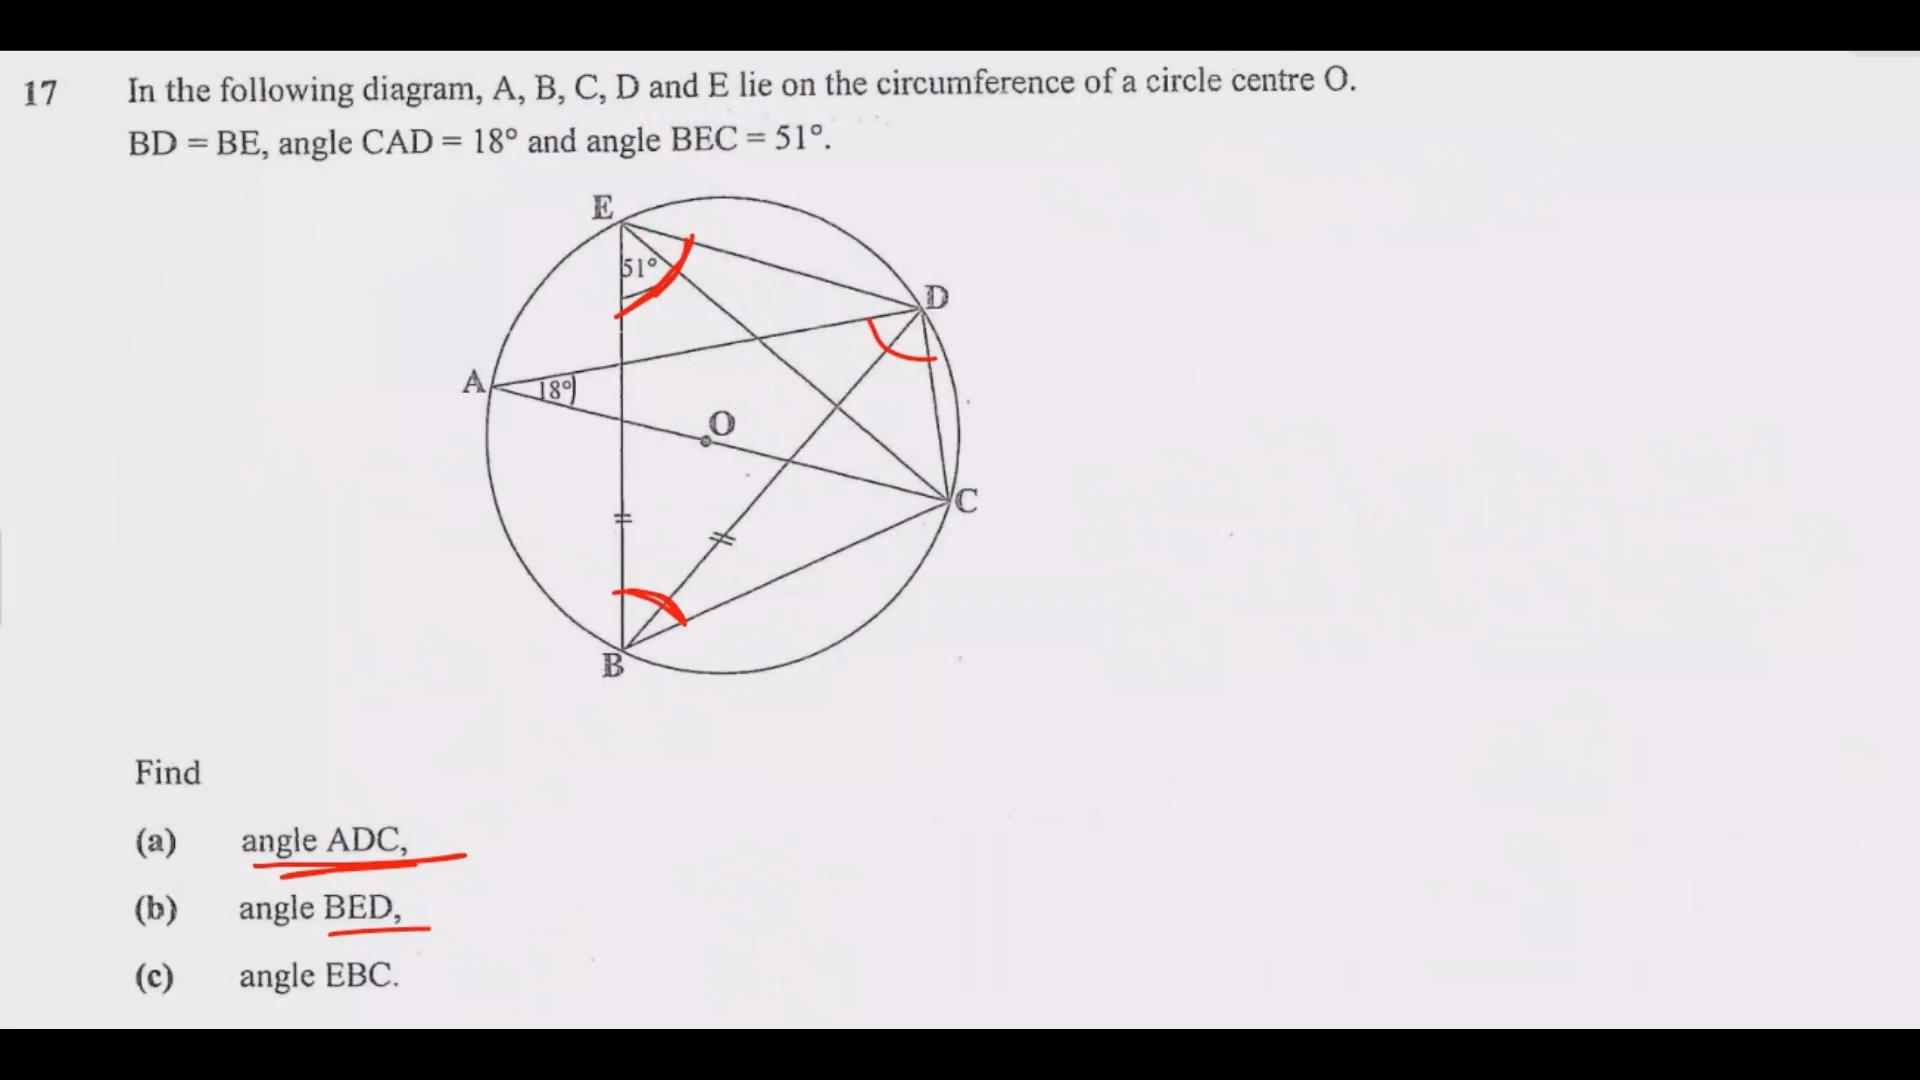 17 In the following diagram, A, B, C, D and E lie on the circumference of a circle centre O.
BD = BE, angle CAD = 18° and angle BEC = 51°.
E
51°
D
A
18°
O
C
B
Find
(a) angle ADC,
(b) angle BED,
(c) angle EBC.